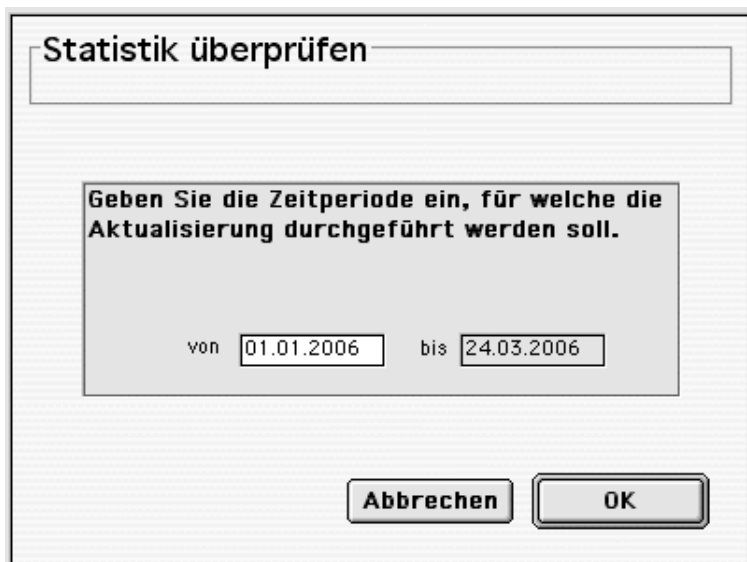 Statistik überprüfen
Geben Sie die Zeitperiode ein, für welche die
Aktualisierung durchgeführt werden soll.
von 01.01.2006 bis 24.03.2006
Abbrechen OK